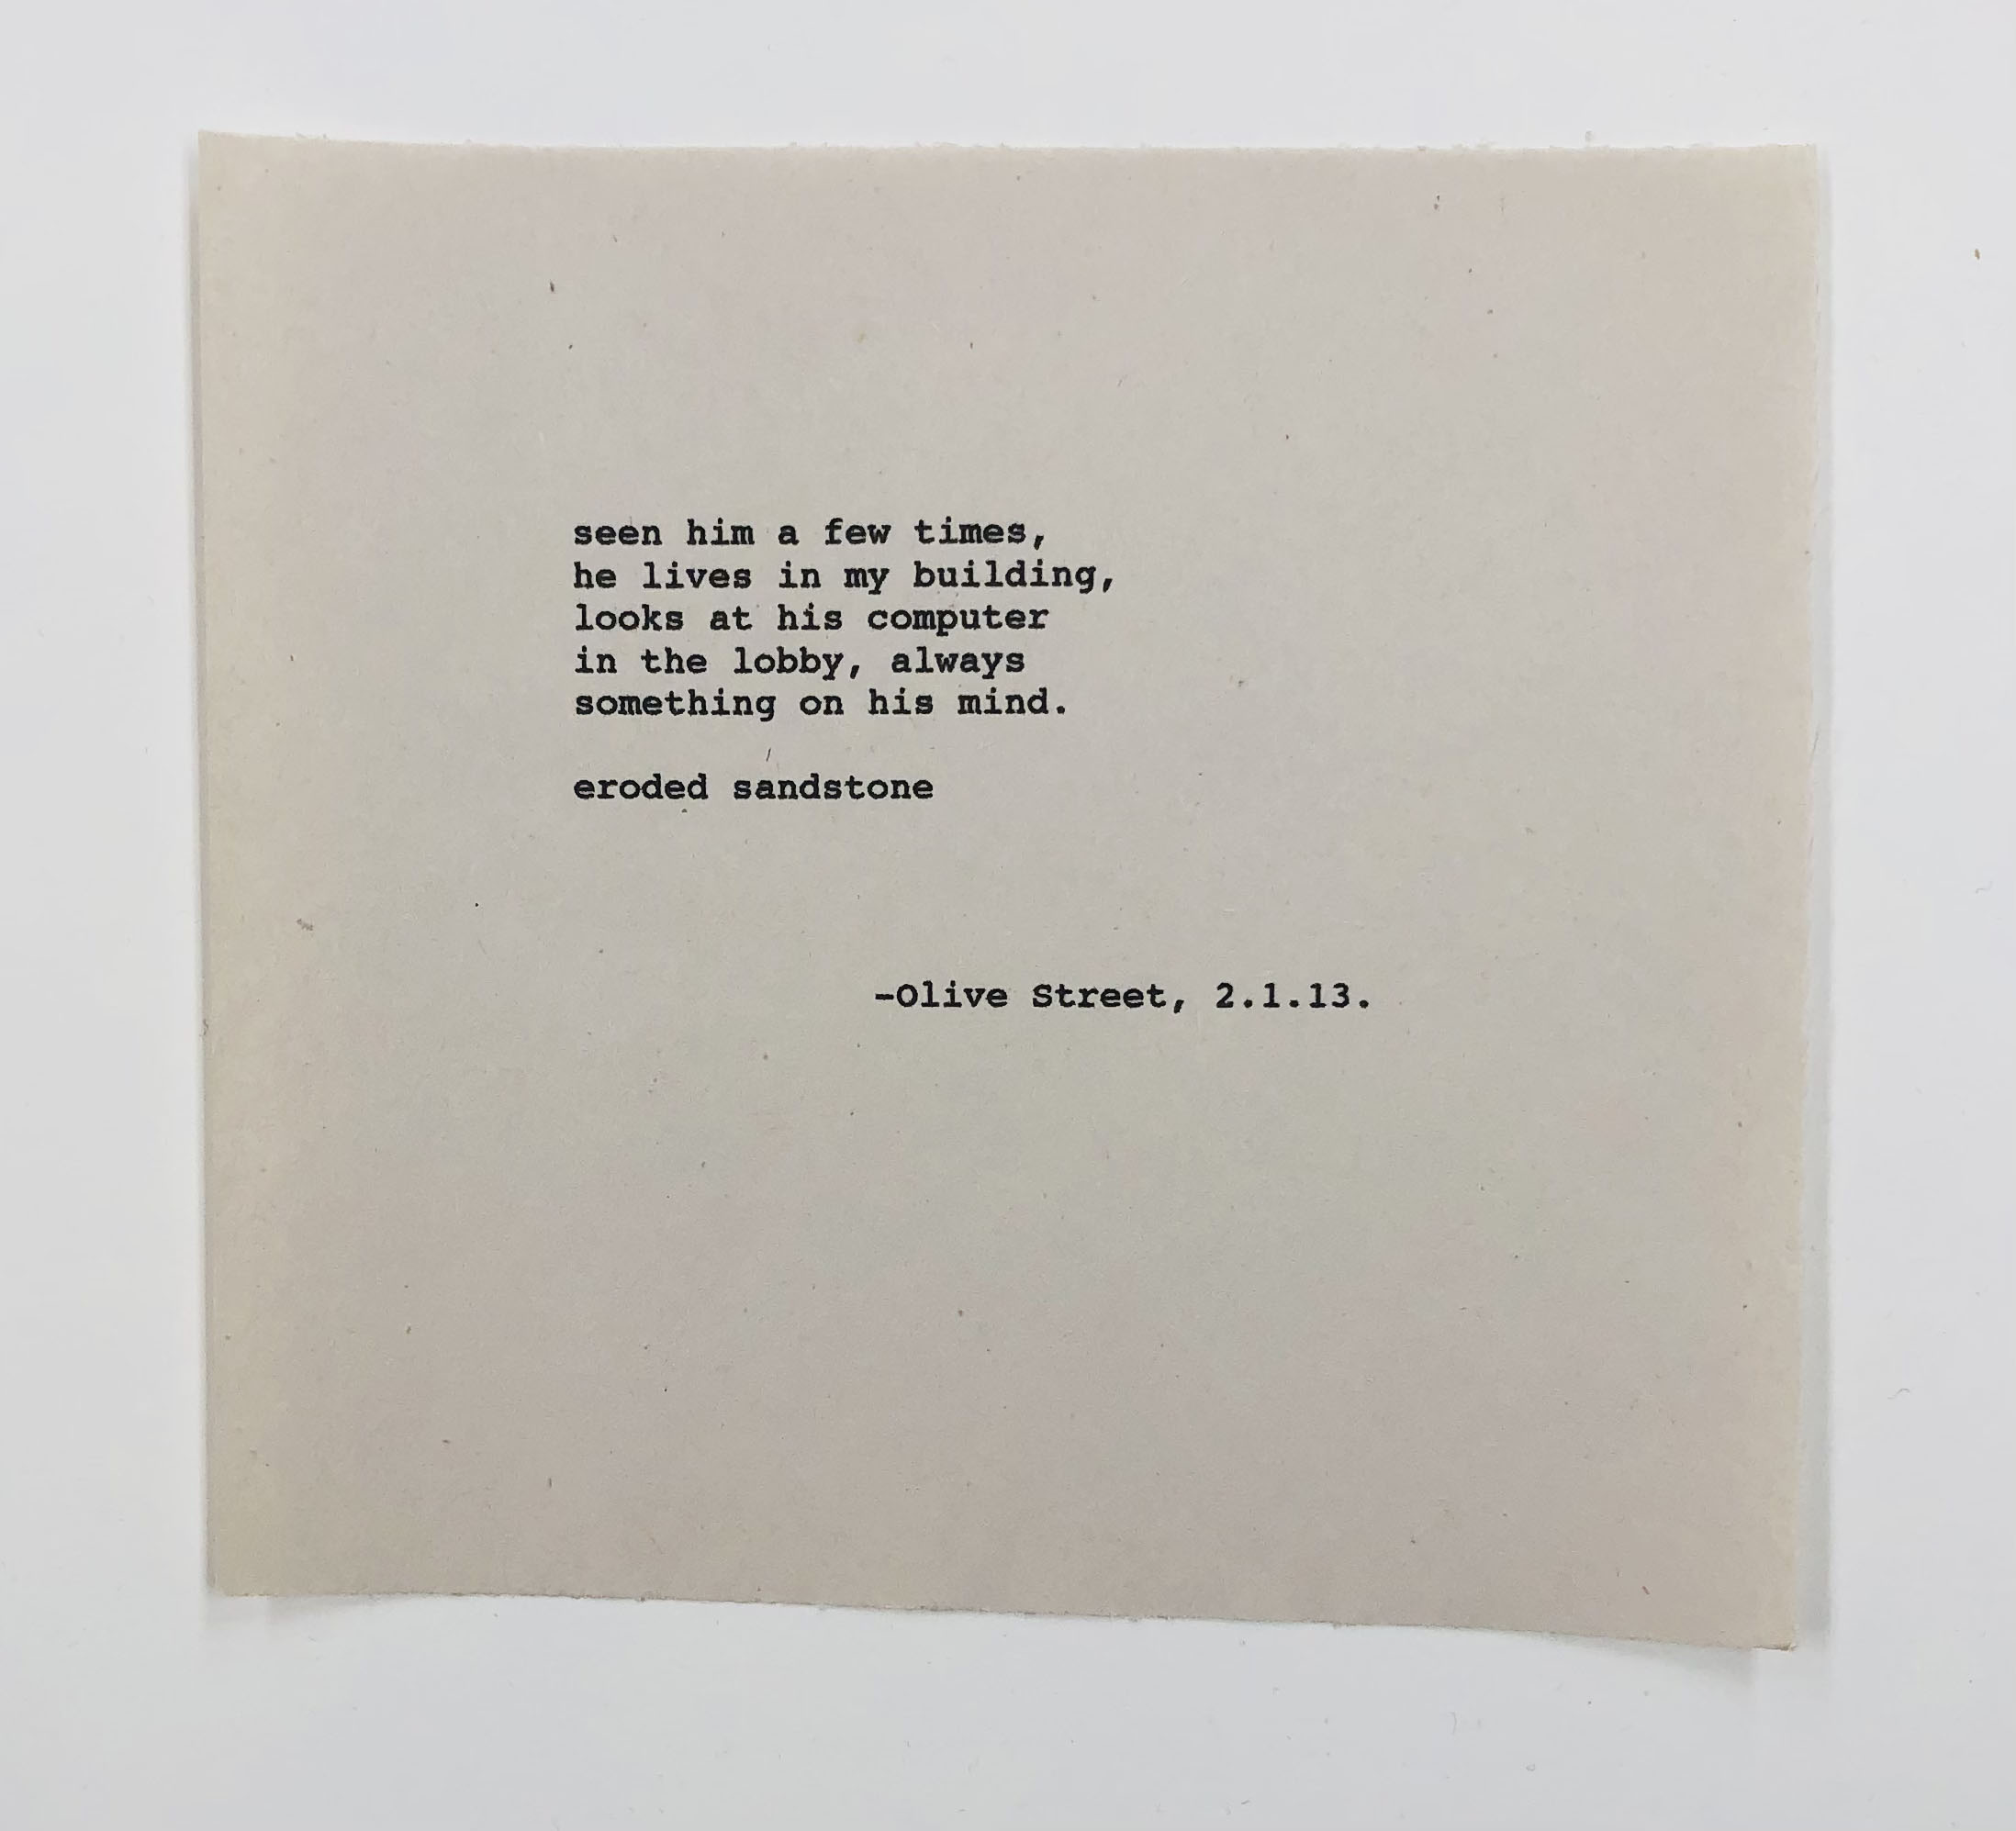 seen him a few times,
he lives in my building,
looks at his computer
in the lobby, always
something on his mind.
eroded sandstone
-Olive Street, 2.1.13.